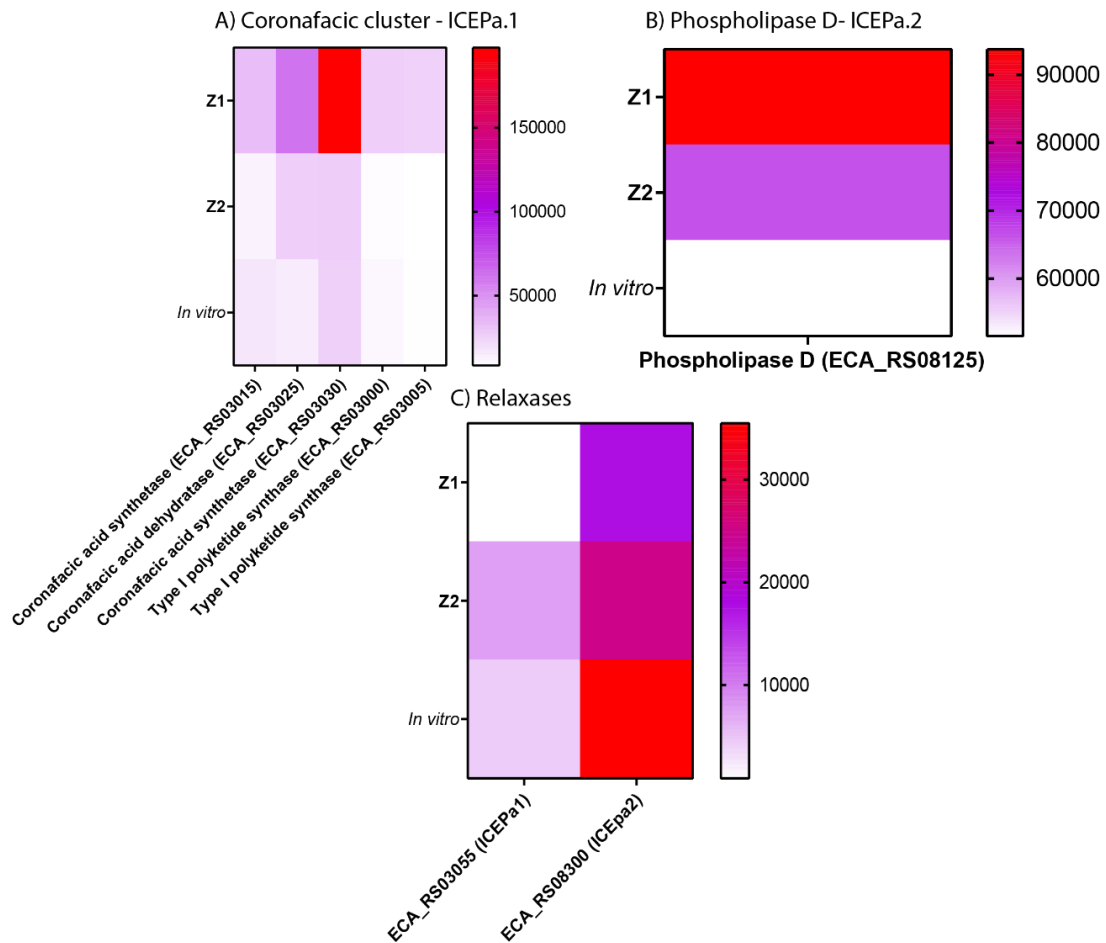 A) Coronafacic cluster - ICEPa.1
Z1
Z2
In vitro
150000
100000
50000
Coronafacic acid synthetase (ECA_RS03015)
Coronafacic acid dehydratase (ECA_RS03025)
Coronafacic acid synthetase (ECA_RS03030)
Type I polyketide synthase (ECA_RS03000)
Type I polyketide synthase (ECA_RS03005)
B) Phospholipase D- ICEPa.2
Z1
Z2
In vitro
90000
80000
70000
60000
Phospholipase D (ECA_RS08125)
C) Relaxases
Z1
Z2
In vitro
30000
20000
10000
ECA_RS03055 (ICEPa1)
ECA_RS08300 (ICEpa2)